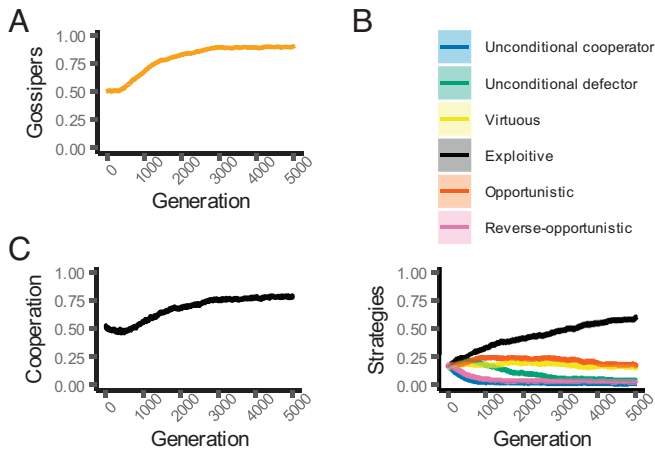 A
1.00
0.75
0.50
0.25
0.00
Gossipers
0
1000
2000
3000
4000
5000
Generation
B
Unconditional cooperator
Unconditional defector
Virtuous
Exploitive
Opportunistic
Reverse-opportunistic
C
1.00
0.75
0.50
0.25
0.00
Cooperation
0
1000
2000
3000
4000
5000
Generation
1.00
0.75
0.50
0.25
0.00
Strategies
0
1000
2000
3000
4000
5000
Generation